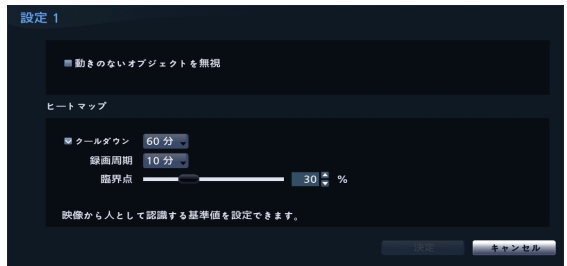 設定 1
動きのないオブジェクトを無視
ヒートマップ
クールダウン 60 分
録画周期 10 分
臨界点 30 %
映像から人として認識する基準値を設定できます。
決定 キャンセル